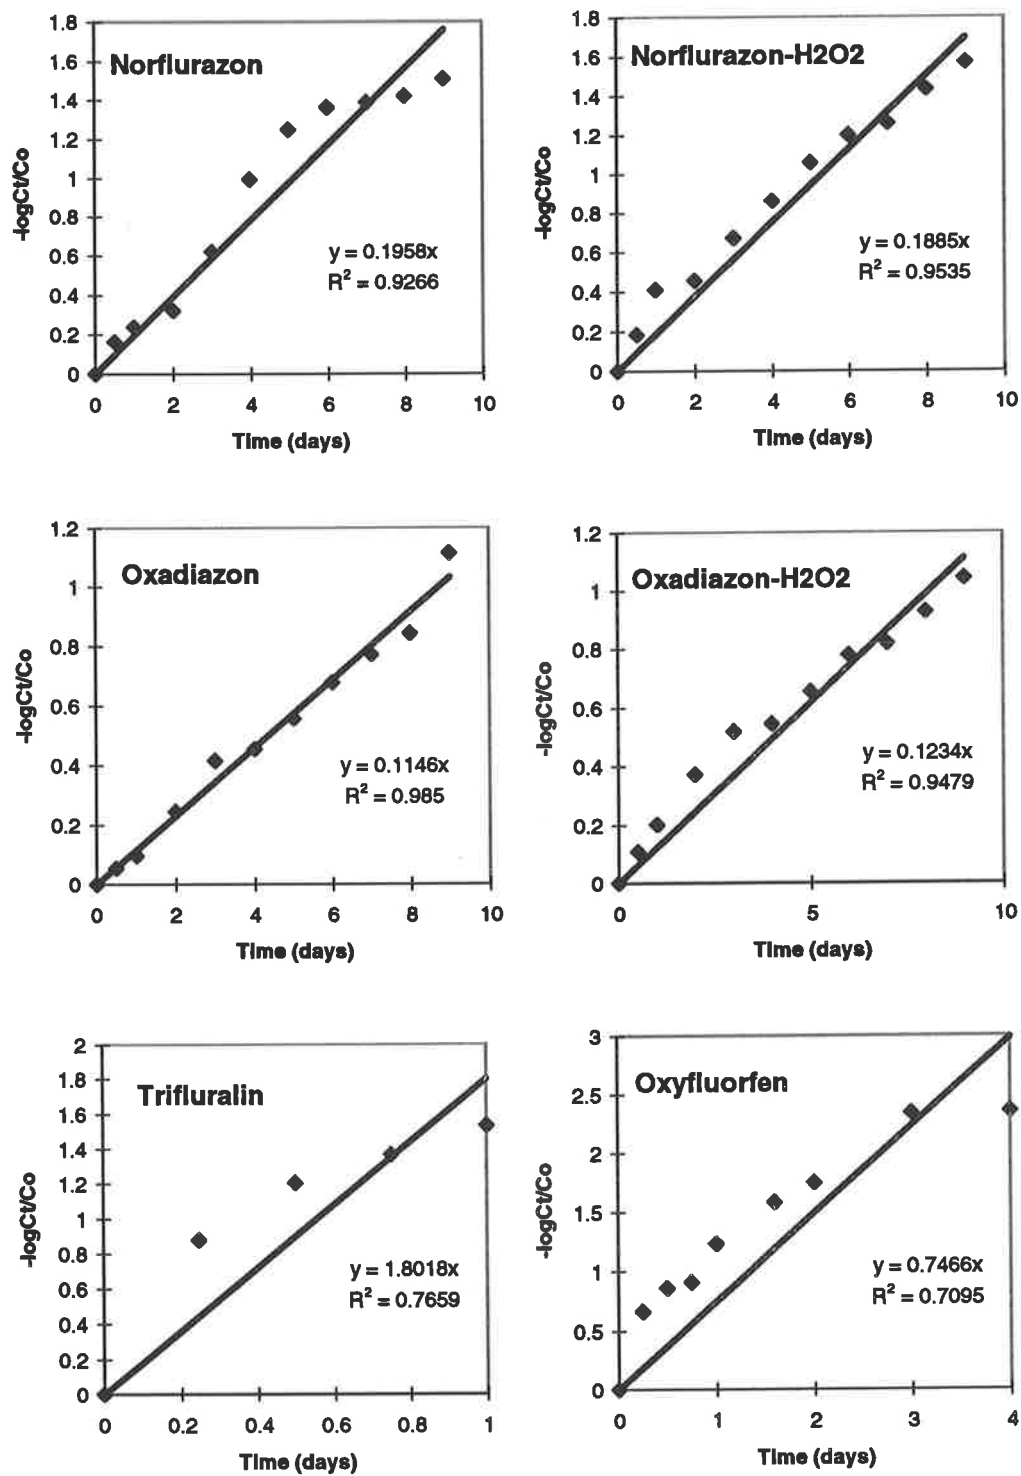 Norflurazon
1.8
1.6
1.4
1.2
1
0.8
0.6
0.4
0.2
0
-logCt/Co
y = 0.1958x
R² = 0.9266
0 2 4 6 8 10
Time (days)
Norflurazon-H2O2
1.8
1.6
1.4
1.2
1
0.8
0.6
0.4
0.2
0
-logCt/Co
y = 0.1885x
R² = 0.9535
0 2 4 6 8 10
Time (days)
Oxadiazon
1.2
1
0.8
0.6
0.4
0.2
0
-logCt/Co
y = 0.1146x
R² = 0.985
0 2 4 6 8 10
Time (days)
Oxadiazon-H2O2
1.2
1
0.8
0.6
0.4
0.2
0
-logCt/Co
y = 0.1234x
R² = 0.9479
0 5 10
Time (days)
Trifluralin
2
1.8
1.6
1.4
1.2
1
0.8
0.6
0.4
0.2
0
-logCt/Co
y = 1.8018x
R² = 0.7659
0 0.2 0.4 0.6 0.8 1
Time (days)
Oxyfluorfen
3
2.5
2
1.5
1
0.5
0
-logCt/Co
y = 0.7466x
R² = 0.7095
0 1 2 3 4
Time (days)